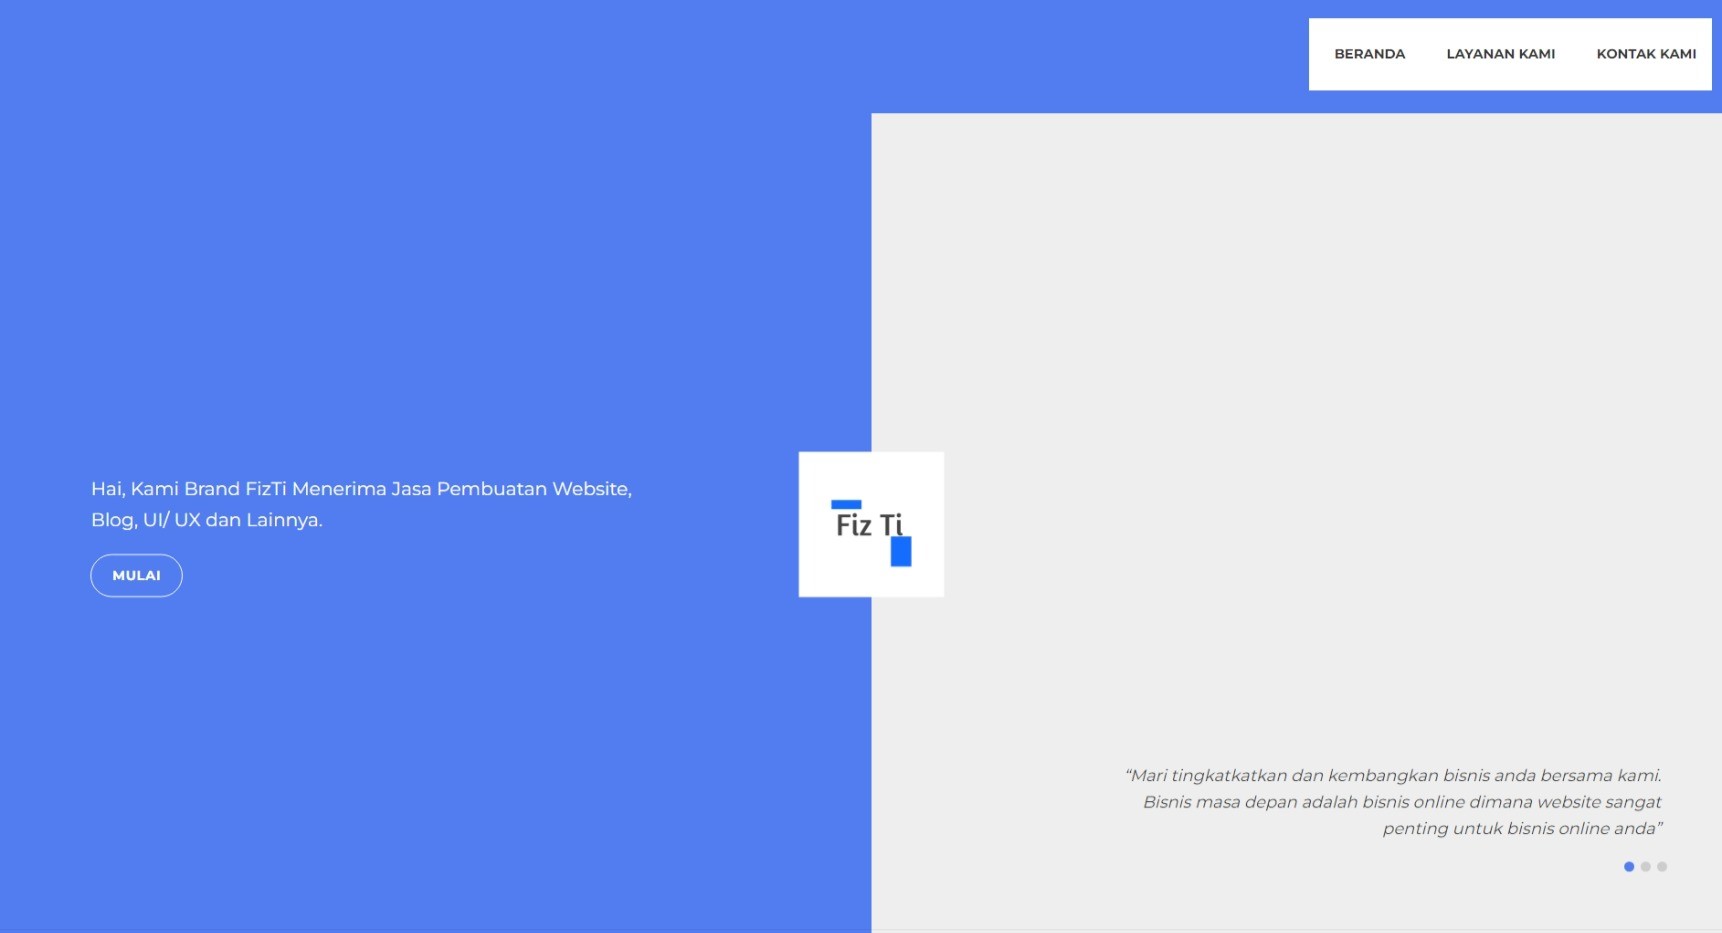 BERANDA LAYANAN KAMI KONTAK KAMI
Hai, Kami Brand FizTi Menerima Jasa Pembuatan Website,
Blog, UI/ UX dan Lainnya.
MULAI
Fiz Ti
“Mari tingkatkatkan dan kembangkan bisnis anda bersama kami.
Bisnis masa depan adalah bisnis online dimana website sangat
penting untuk bisnis online anda”